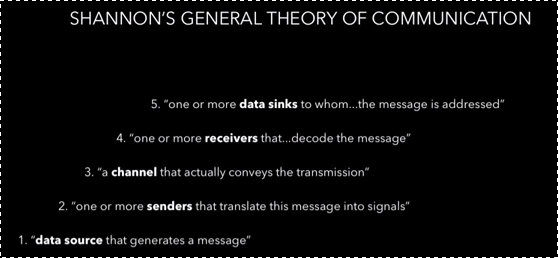 SHANNON’S GENERAL THEORY OF COMMUNICATION
5. “one or more data sinks to whom...the message is addressed”
4. “one or more receivers that...decode the message”
3. “a channel that actually conveys the transmission”
2. “one or more senders that translate this message into signals”
1. “data source that generates a message”